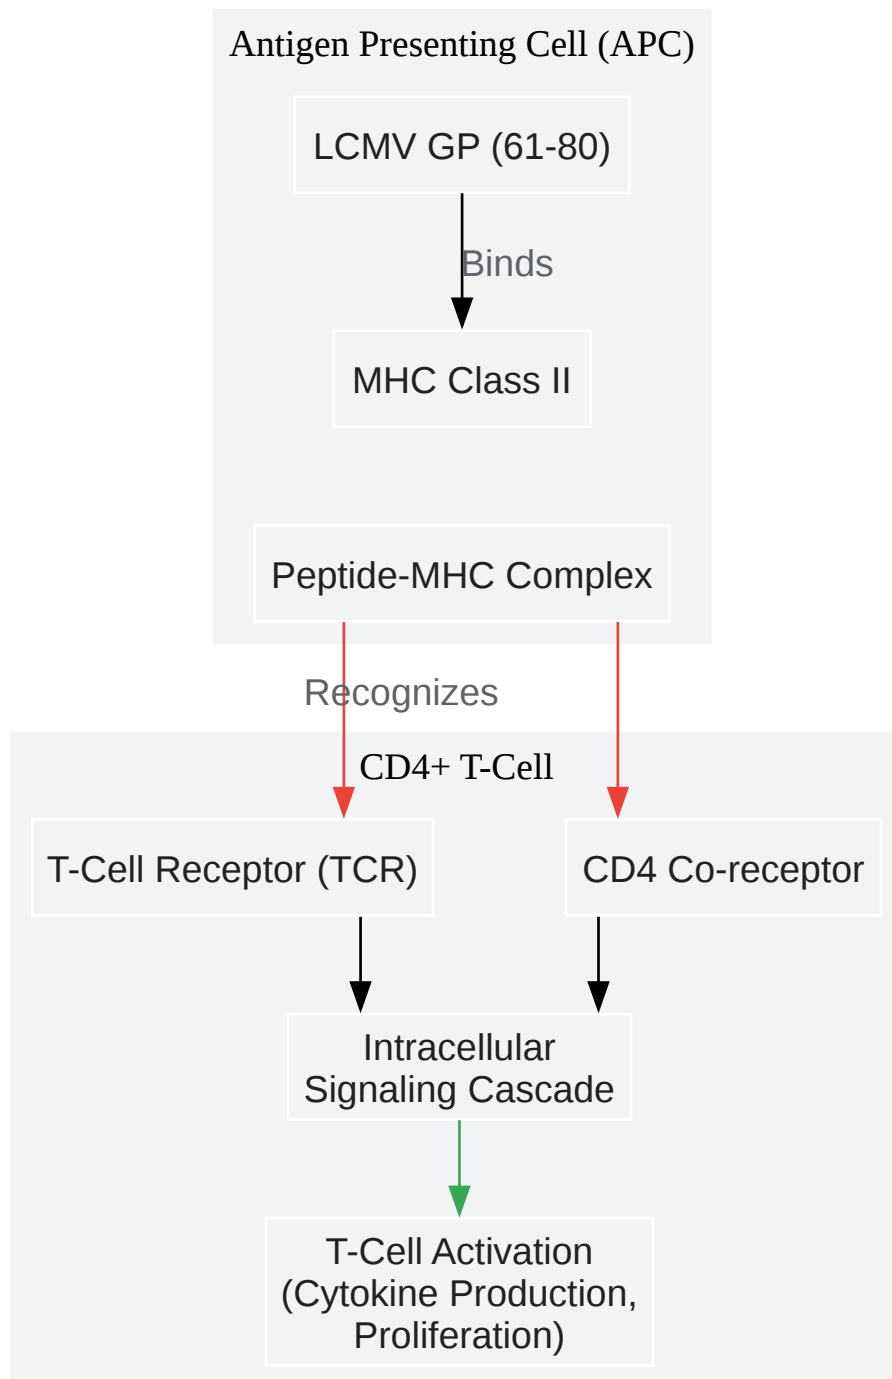 Antigen Presenting Cell (APC)
LCMV GP (61-80)
Binds
MHC Class II
Peptide-MHC Complex
Recognizes
CD4+ T-Cell
T-Cell Receptor (TCR)
CD4 Co-receptor
Intracellular
Signaling Cascade
T-Cell Activation
(Cytokine Production,
Proliferation)